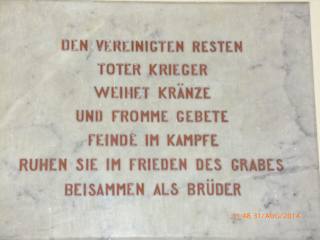 DEN VEREINIGTEN RESTEN
TOTER KRIEGER
WEIHET KRÄNZE
UND FROMME GEBETE
FEINDE IM KAMPFE
RUHEN SIE IM FRIEDEN DES GRABES
BEISAMMEN ALS BRÜDER
48 31/AUG/2014